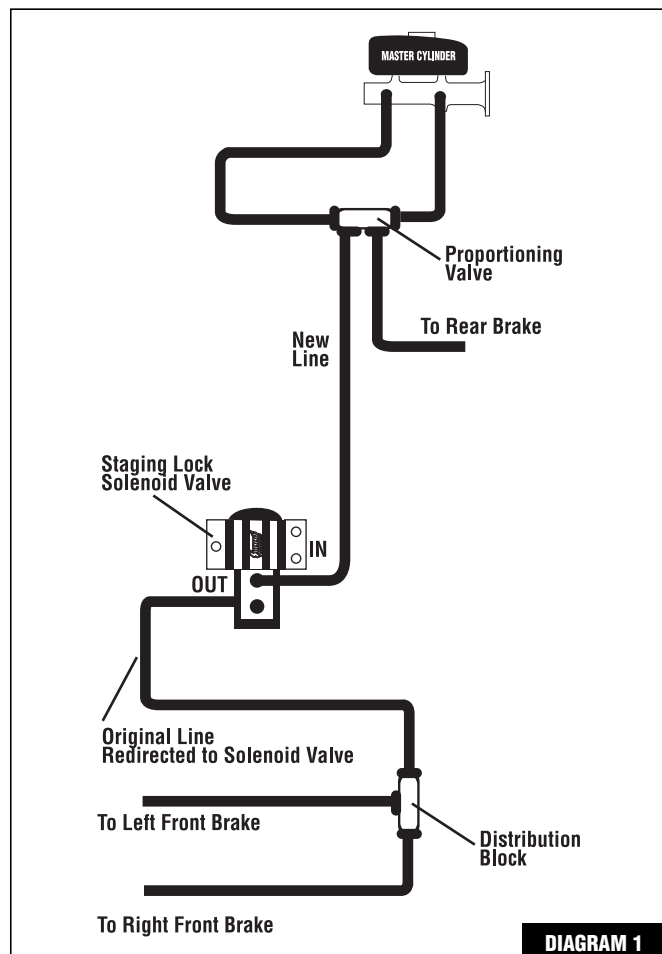 MASTER CYLINDER
Proportioning
Valve
To Rear Brake
New
Line
Staging Lock
Solenoid Valve
IN
OUT
Original Line
Redirected to Solenoid Valve
To Left Front Brake
Distribution
Block
To Right Front Brake
DIAGRAM 1